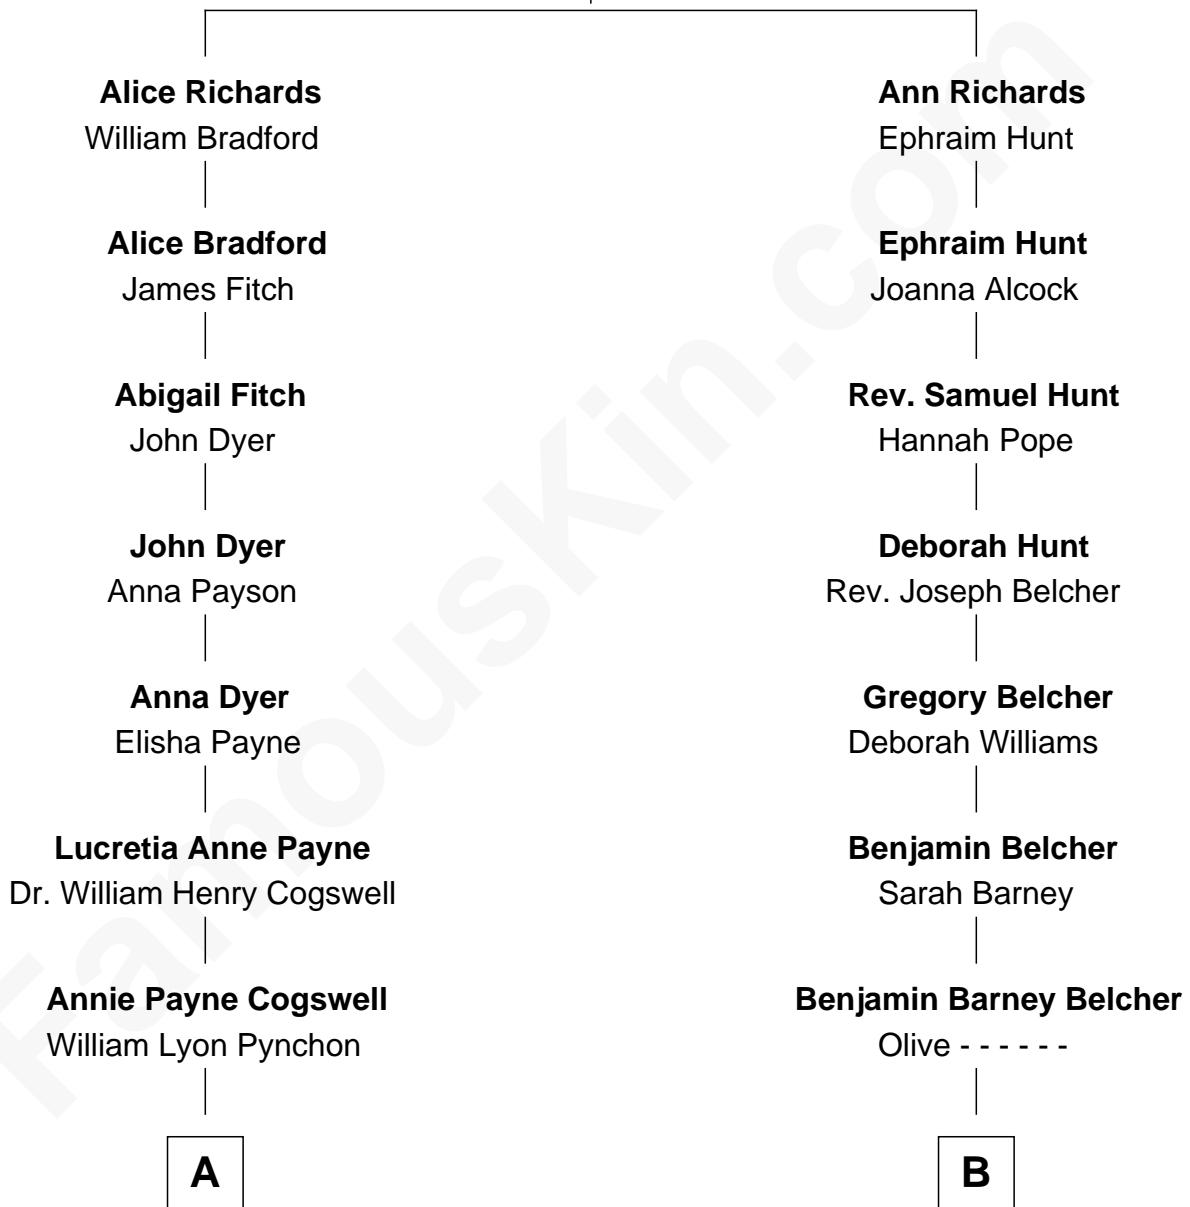 Alice Richards
William Bradford
Alice Bradford
James Fitch
Abigail Fitch
John Dyer
John Dyer
Anna Payson
Anna Dyer
Elisha Payne
Lucretia Anne Payne
Dr. William Henry Cogswell
Annie Payne Cogswell
William Lyon Pynchon
A
Ann Richards
Ephraim Hunt
Ephraim Hunt
Joanna Alcock
Rev. Samuel Hunt
Hannah Pope
Deborah Hunt
Rev. Joseph Belcher
Gregory Belcher
Deborah Williams
Benjamin Belcher
Sarah Barney
Benjamin Barney Belcher
Olive - - - - - -
B
FamousKin.com